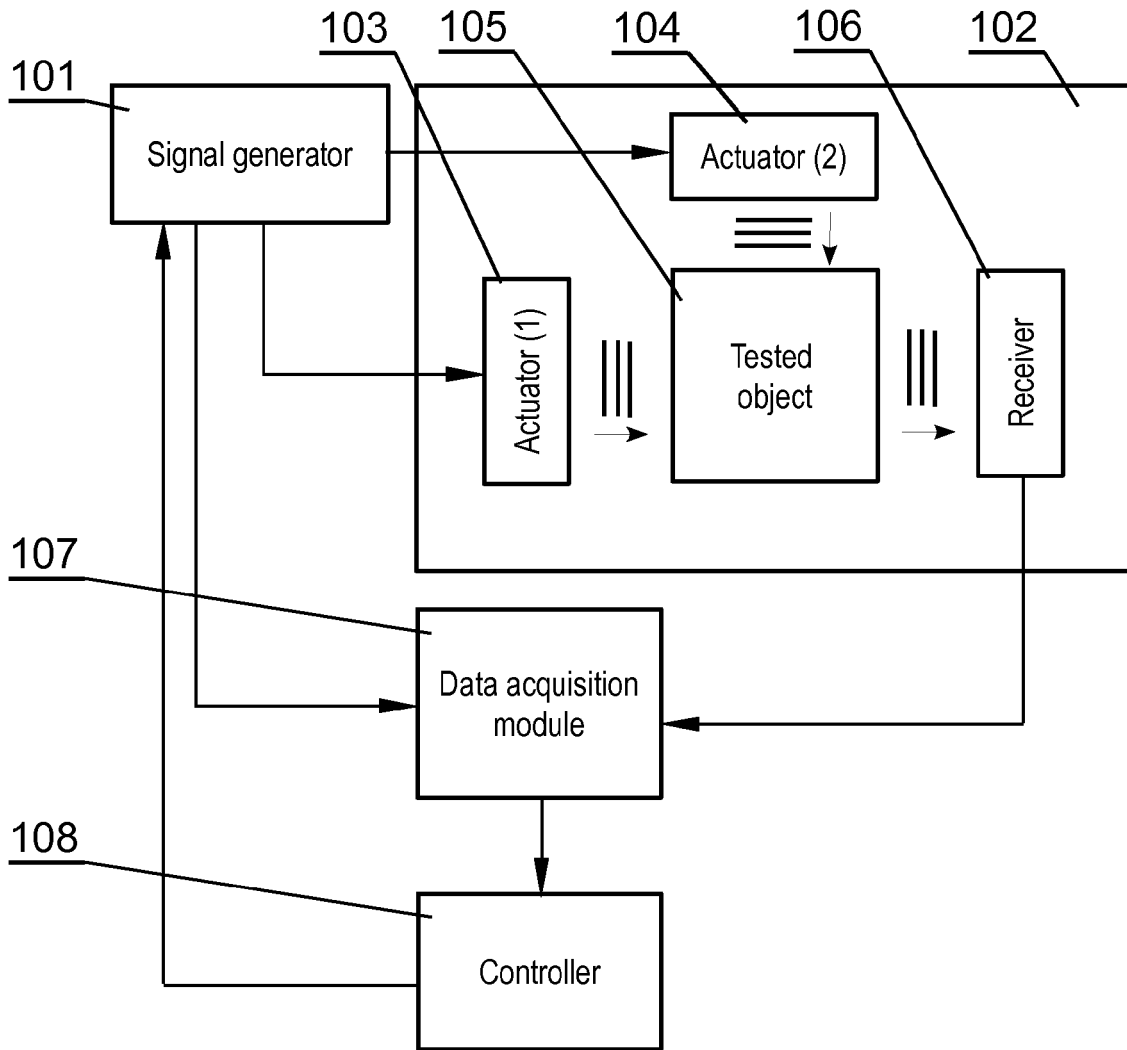 103
105
104
106
102
101
Signal generator
Actuator (2)
Actuator (1)
Tested
object
Receiver
107
Data acquisition
module
108
Controller